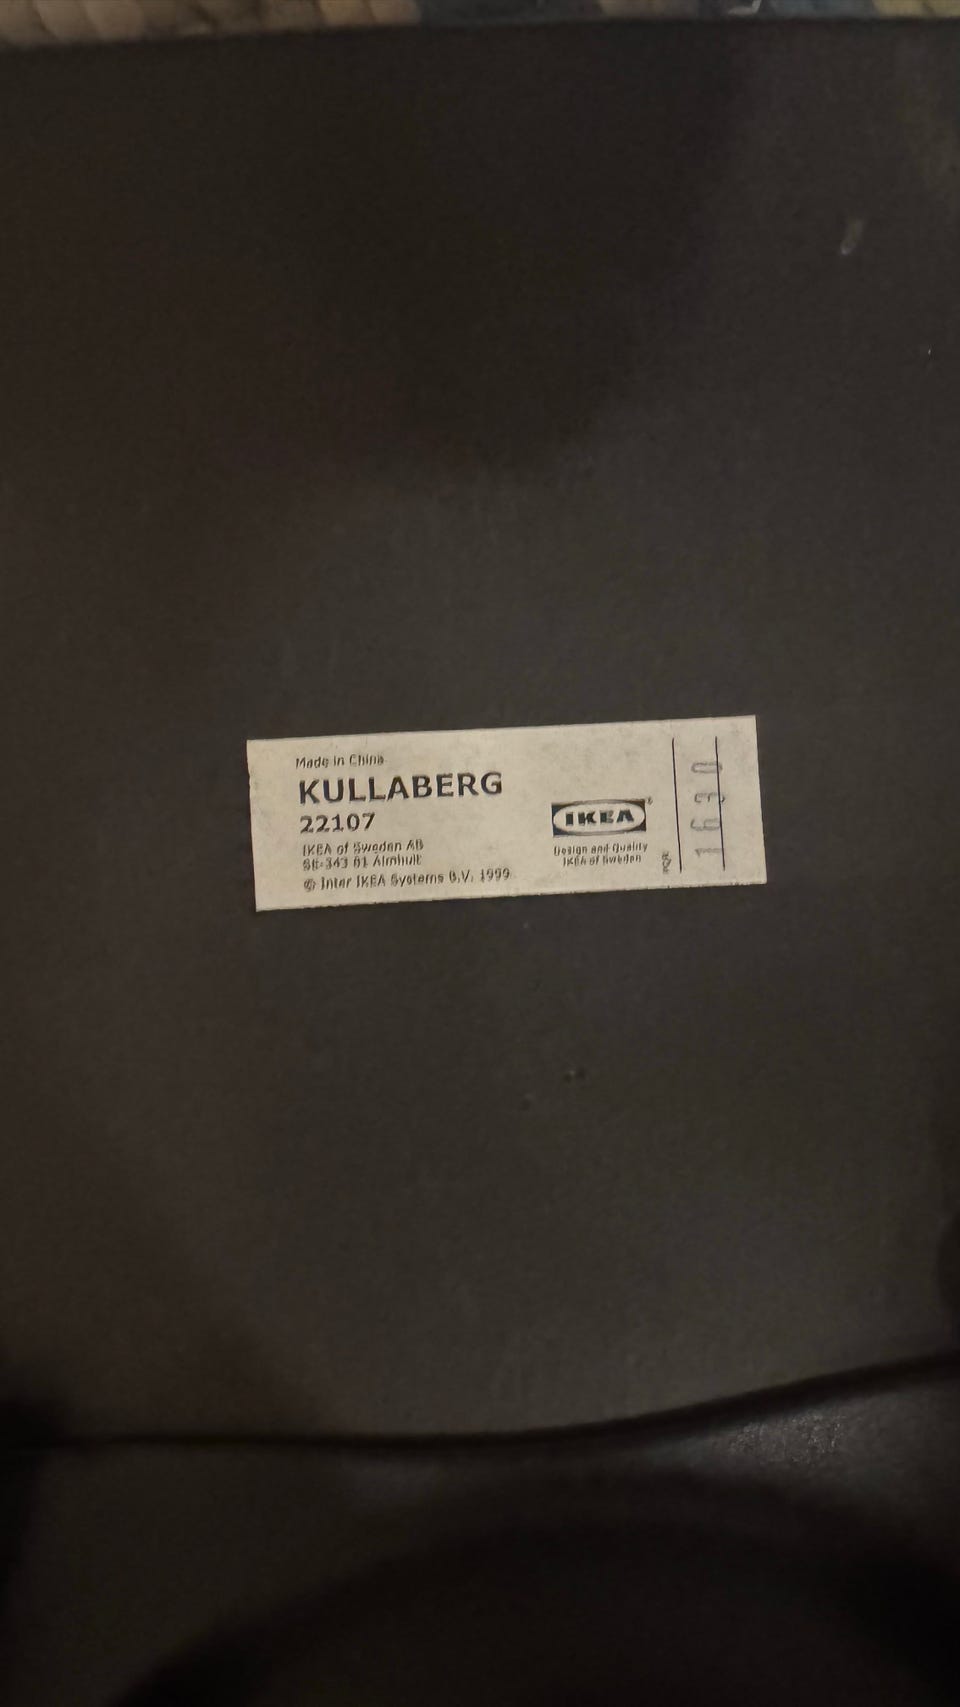 Made in China
KULLABERG
22107
IKEA of Sweden AB
SE-343 81 Älmhult
© Inter IKEA Systems B.V. 1999
IKEA®
Design and Quality
IKEA of Sweden
1630